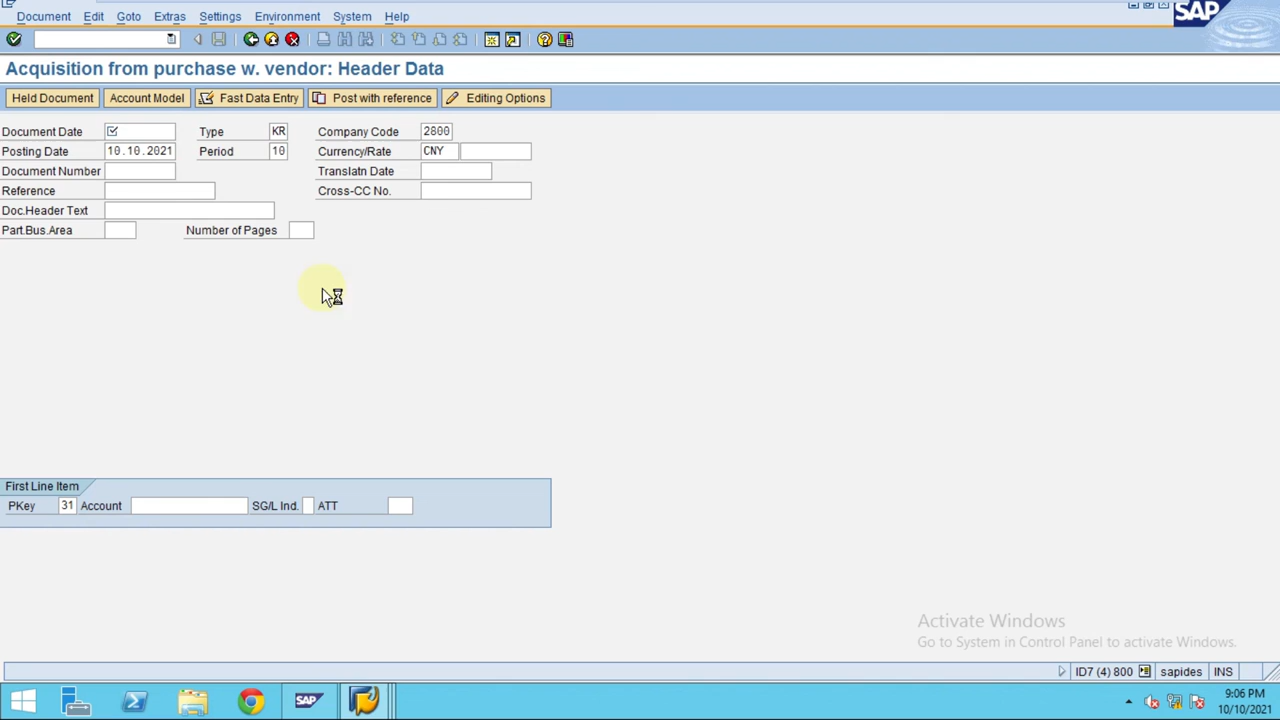 Document Edit Goto Extras Settings Environment System Help
SAP
Acquisition from purchase w. vendor: Header Data
Held Document Account Model Fast Data Entry Post with reference Editing Options
Document Date Type KR Company Code 2800
Posting Date 10.10.2021 Period 10 Currency/Rate CNY
Document Number Translatn Date
Reference Cross-CC No.
Doc.Header Text
Part.Bus.Area Number of Pages
First Line Item
PKey 31 Account SG/L Ind. ATT
Activate Windows
Go to System in Control Panel to activate Windows.
ID7 (4) 800 sapides INS
SAP
9:06 PM
10/10/2021